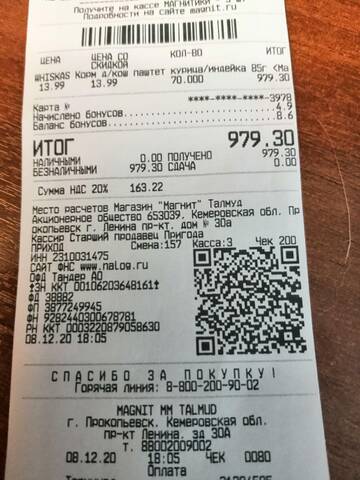 Получите на кассе МАГНИТИКИ - 3 шт
Подробности на сайте magnit.ru
ЦЕНА ЦЕНА СО СКИДКОЙ КОЛ-ВО ИТОГ
WHISKAS Корм д/кош паштет курица/индейка 85г (Ма
13.99 13.99 70.000 979.30
Карта № ****-****-****-3978
Начислено бонусов 4.9
Баланс бонусов 8.6
ИТОГ 979.30
НАЛИЧНЫМИ 0.00 ПОЛУЧЕНО 979.30
БЕЗНАЛИЧНЫМИ 979.30 СДАЧА 0.00
Сумма НДС 20% 163.22
Место расчетов Магазин "Магнит" Талмуд
Акционерное общество 653039, Кемеровская обл. Пр
окопьевск г. Ленина пр-кт, дом № 30а
Кассир Старший продавец Пригода
ПРИХОД Смена:157 Касса:3 Чек 200
ИНН 2310031475
САЙТ ФНС www.nalog.ru
ОФД Тандер АО
†ЗН ККТ 00106203648161†
ФД 38882
ФП 3877249945
ФН 9282440300678781
РН ККТ 0003220879058630
08.12.20 18:05
СПАСИБО ЗА ПОКУПКУ!
Горячая линия: 8-800-200-90-02
MAGNIT MM TALMUD
г. Прокопьевск, Кемеровская обл.
пр-кт Ленина, зд 30А
т. 88002009002
08.12.20 18:05 ЧЕК 0080
Оплата